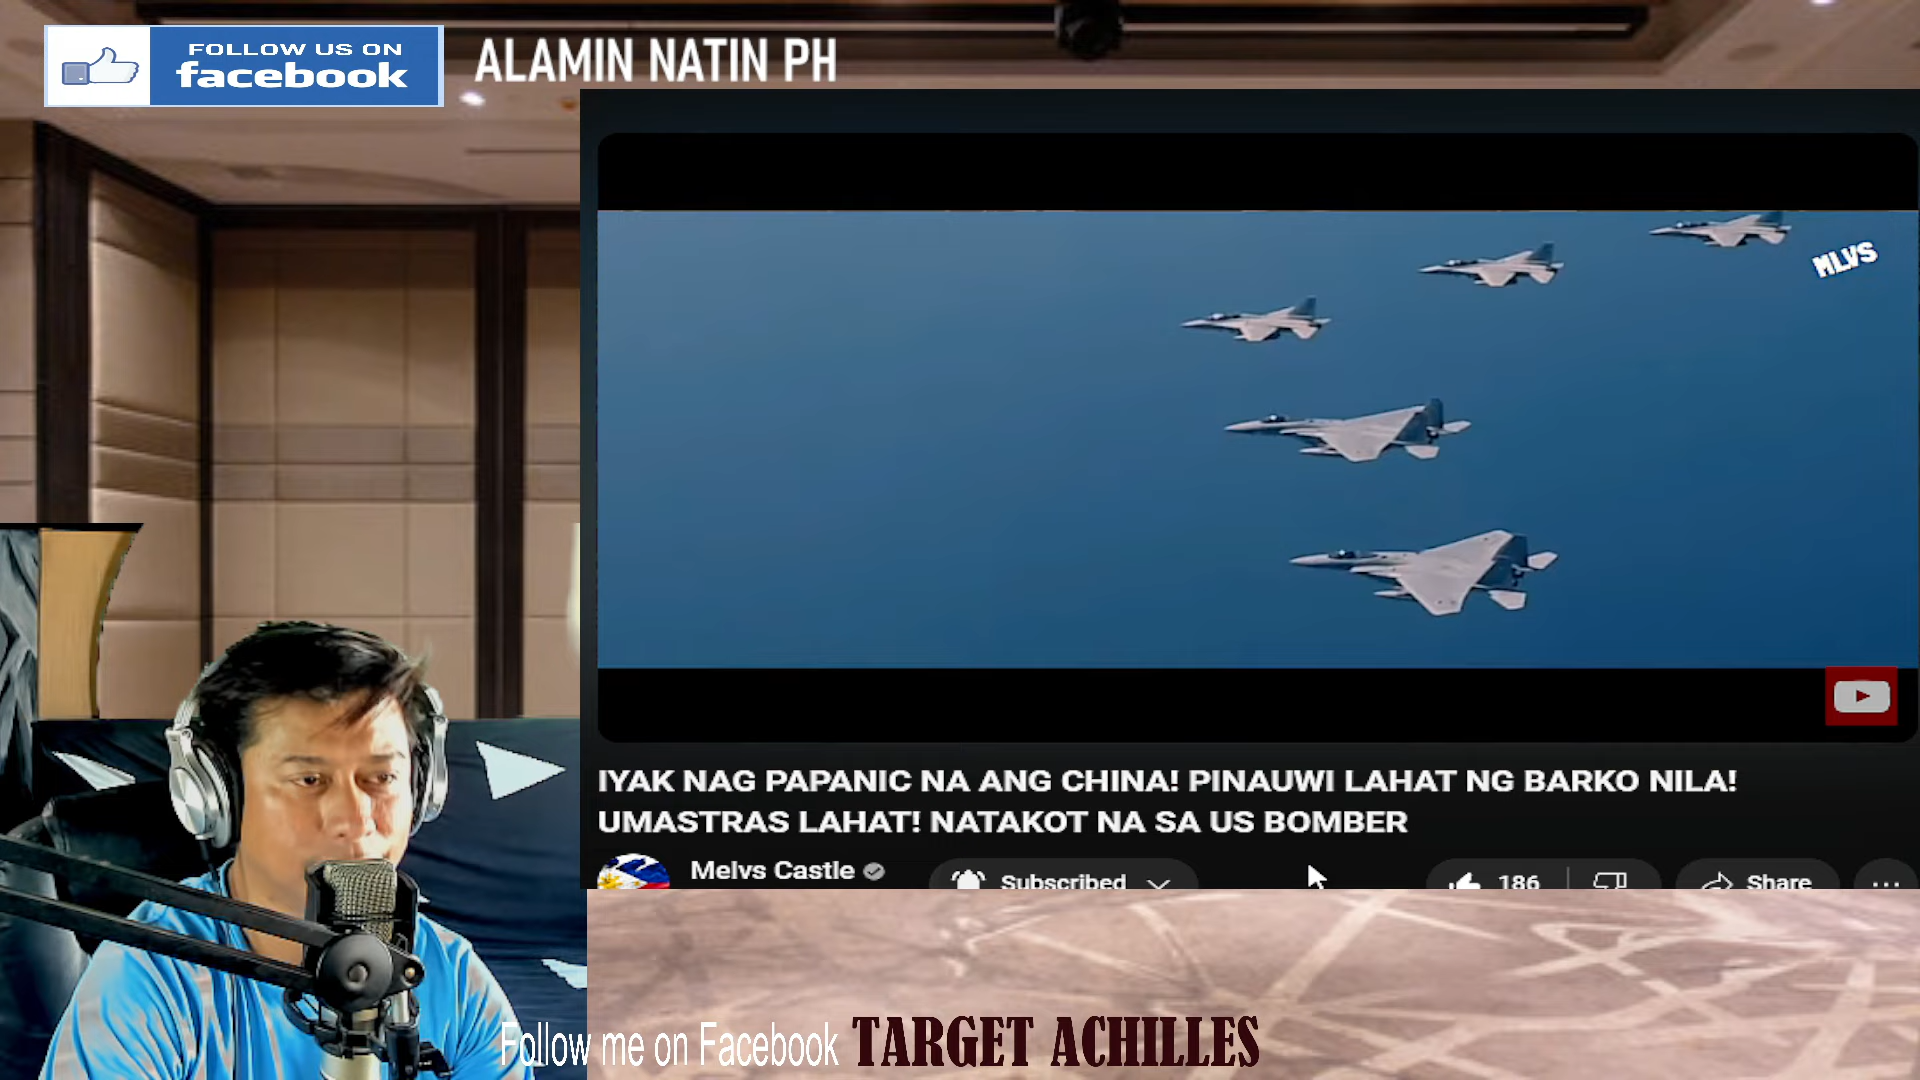 FOLLOW US ON
facebook
ALAMIN NATIN PH
MLVS
IYAK NAG PAPANIC NA ANG CHINA! PINAUWI LAHAT NG BARKO NILA!
UMASTRAS LAHAT! NATAKOT NA SA US BOMBER
Melvs Castle
Subscribed
186
Share
Follow me on Facebook TARGET ACHILLES